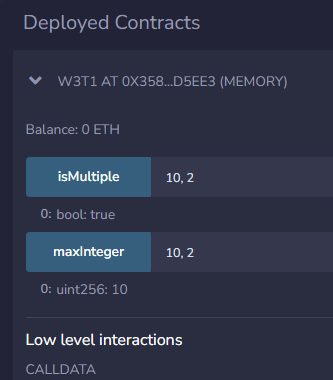 Deployed Contracts
W3T1 AT 0X358...D5EE3 (MEMORY)
Balance: 0 ETH
isMultiple 10, 2
0: bool: true
maxInteger 10, 2
0: uint256: 10
Low level interactions
CALLDATA